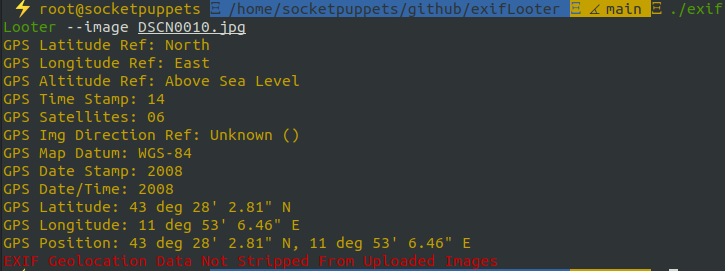 ⚡ root@socketpuppets Ξ /home/socketpuppets/github/exifLooter Ξ ∡ main Ξ ./exif
Looter --image DSCN0010.jpg
GPS Latitude Ref: North
GPS Longitude Ref: East
GPS Altitude Ref: Above Sea Level
GPS Time Stamp: 14
GPS Satellites: 06
GPS Img Direction Ref: Unknown ()
GPS Map Datum: WGS-84
GPS Date Stamp: 2008
GPS Date/Time: 2008
GPS Latitude: 43 deg 28' 2.81" N
GPS Longitude: 11 deg 53' 6.46" E
GPS Position: 43 deg 28' 2.81" N, 11 deg 53' 6.46" E
EXIF Geolocation Data Not Stripped From Uploaded Images